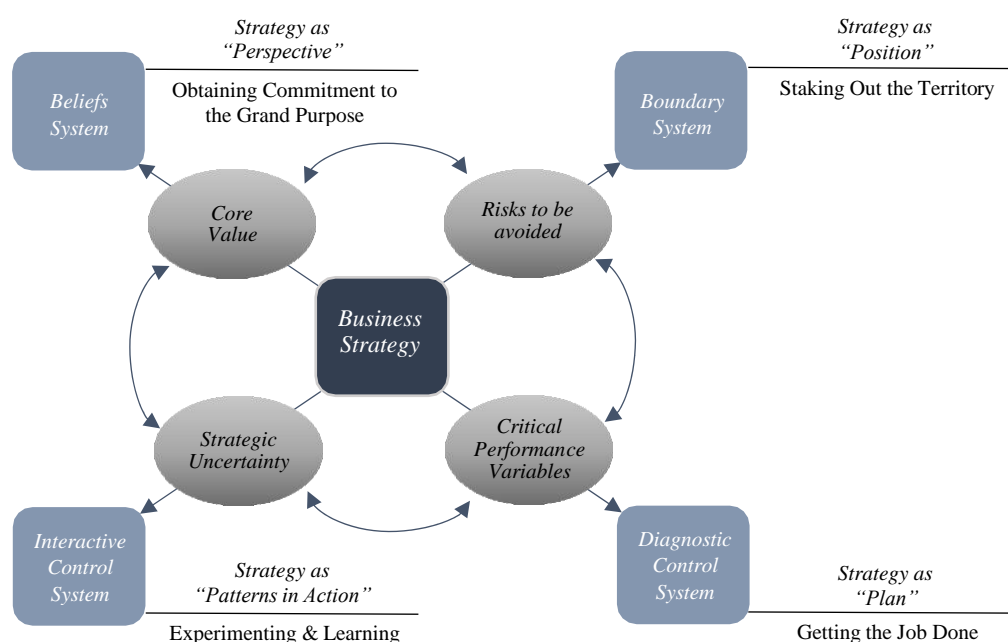 Strategy as
“Perspective”
Obtaining Commitment to
the Grand Purpose
Strategy as
“Position”
Staking Out the Territory
Beliefs
System
Boundary
System
Core
Value
Risks to be
avoided
Business
Strategy
Strategic
Uncertainty
Critical
Performance
Variables
Interactive
Control
System
Diagnostic
Control
System
Strategy as
“Patterns in Action”
Experimenting & Learning
Strategy as
“Plan”
Getting the Job Done